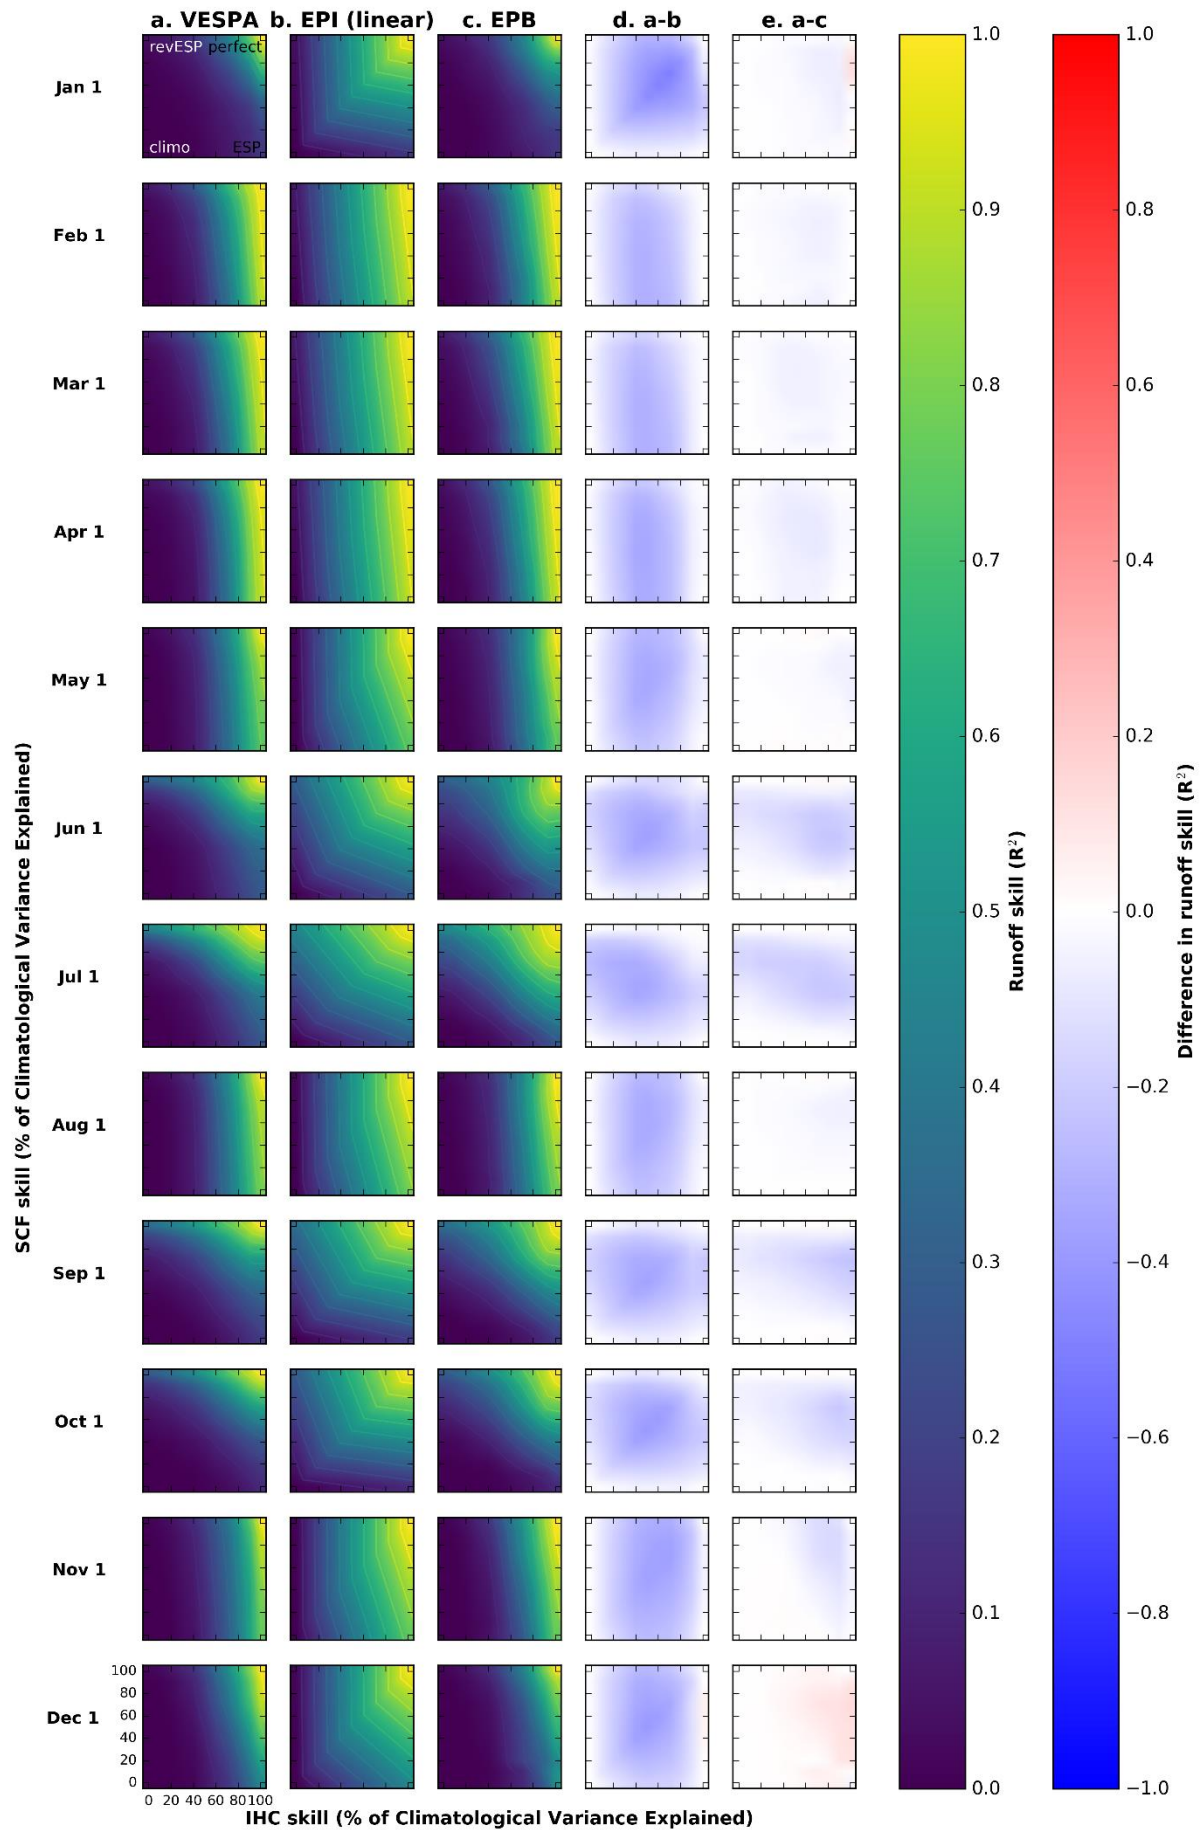 a. VESPA b. EPI (linear) c. EPB d. a-b e. a-c
revESP perfect
climo ESP
Jan 1
Feb 1
Mar 1
Apr 1
May 1
Jun 1
Jul 1
Aug 1
Sep 1
Oct 1
Nov 1
Dec 1
SCF skill (% of Climatological Variance Explained)
100
80
60
40
20
0
0 20 40 60 80 100
IHC skill (% of Climatological Variance Explained)
1.0
0.9
0.8
0.7
0.6
0.5
0.4
0.3
0.2
0.1
0.0
Runoff skill (R²)
1.0
0.8
0.6
0.4
0.2
0.0
−0.2
−0.4
−0.6
−0.8
−1.0
Difference in runoff skill (R²)